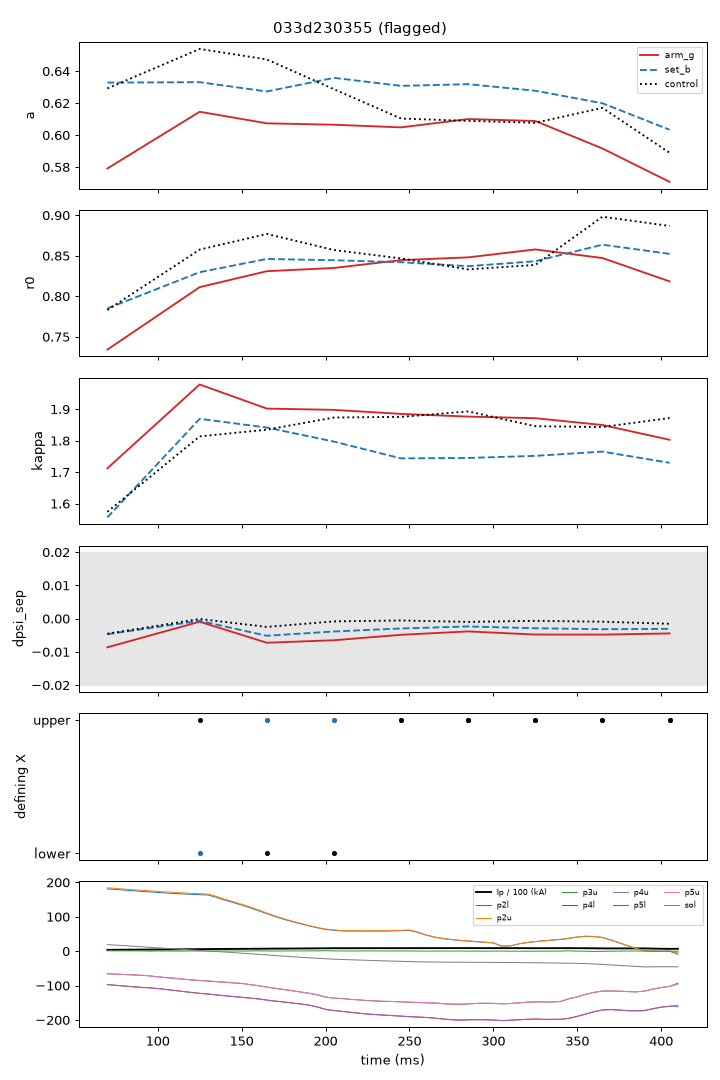 033d230355 (flagged)
arm_g
set_b
control
a
0.64
0.62
0.60
0.58
r0
0.90
0.85
0.80
0.75
kappa
1.9
1.8
1.7
1.6
dpsi_sep
0.02
0.01
0.00
−0.01
−0.02
defining X
upper
lower
200
100
0
−100
−200
Ip / 100 (kA)
p2l
p2u
p3u
p4l
p4u
p5l
p5u
sol
100 150 200 250 300 350 400
time (ms)